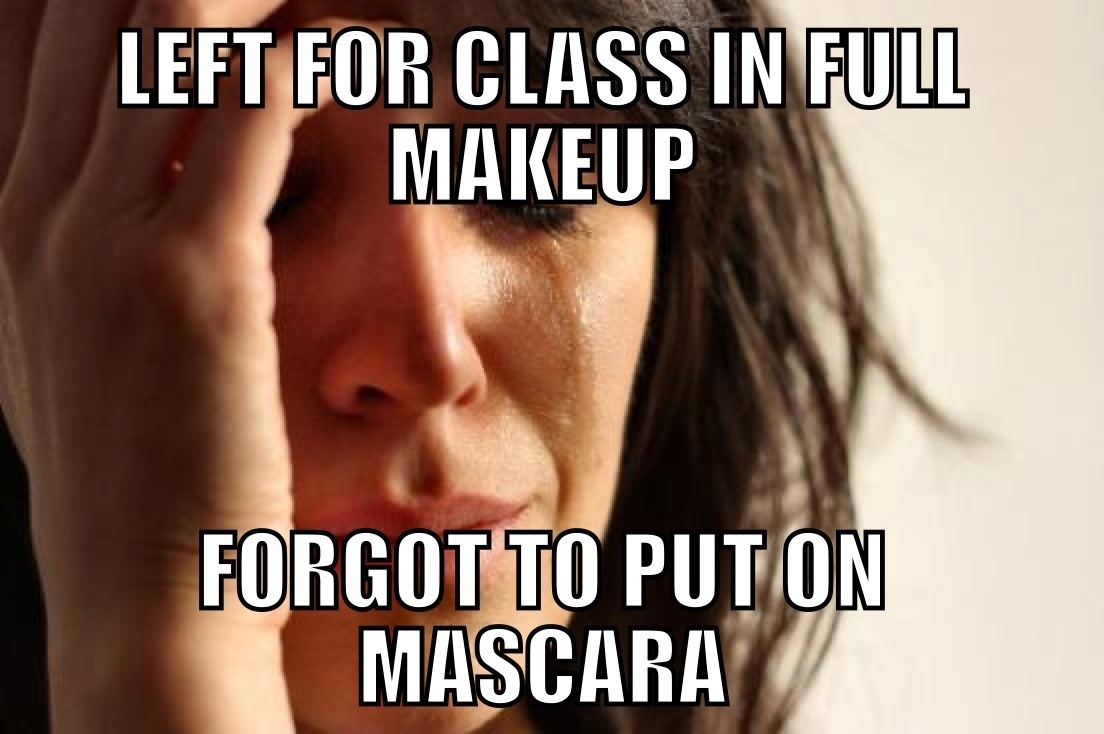 LEFT FOR CLASS IN FULL
MAKEUP
FORGOT TO PUT ON
MASCARA